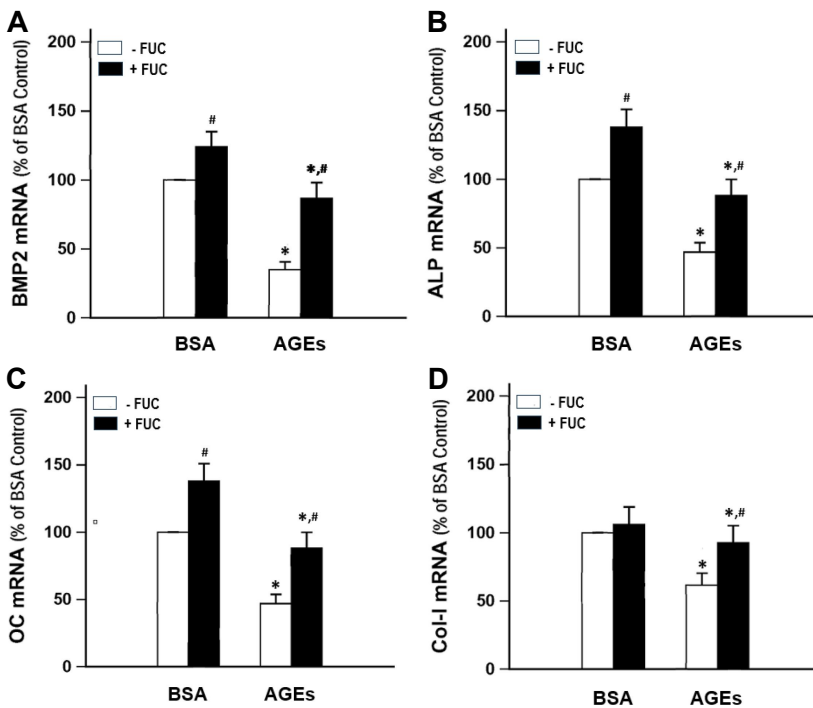 A
BMP2 mRNA (% of BSA Control)
200
150
100
50
0
- FUC
+ FUC
#
*
*,#
BSA AGEs
B
ALP mRNA (% of BSA Control)
200
150
100
50
0
- FUC
+ FUC
#
*
*,#
BSA AGEs
C
OC mRNA (% of BSA Control)
200
150
100
50
0
- FUC
+ FUC
#
*
*,#
BSA AGEs
D
Col-I mRNA (% of BSA Control)
200
150
100
50
0
- FUC
+ FUC
*
*,#
BSA AGEs